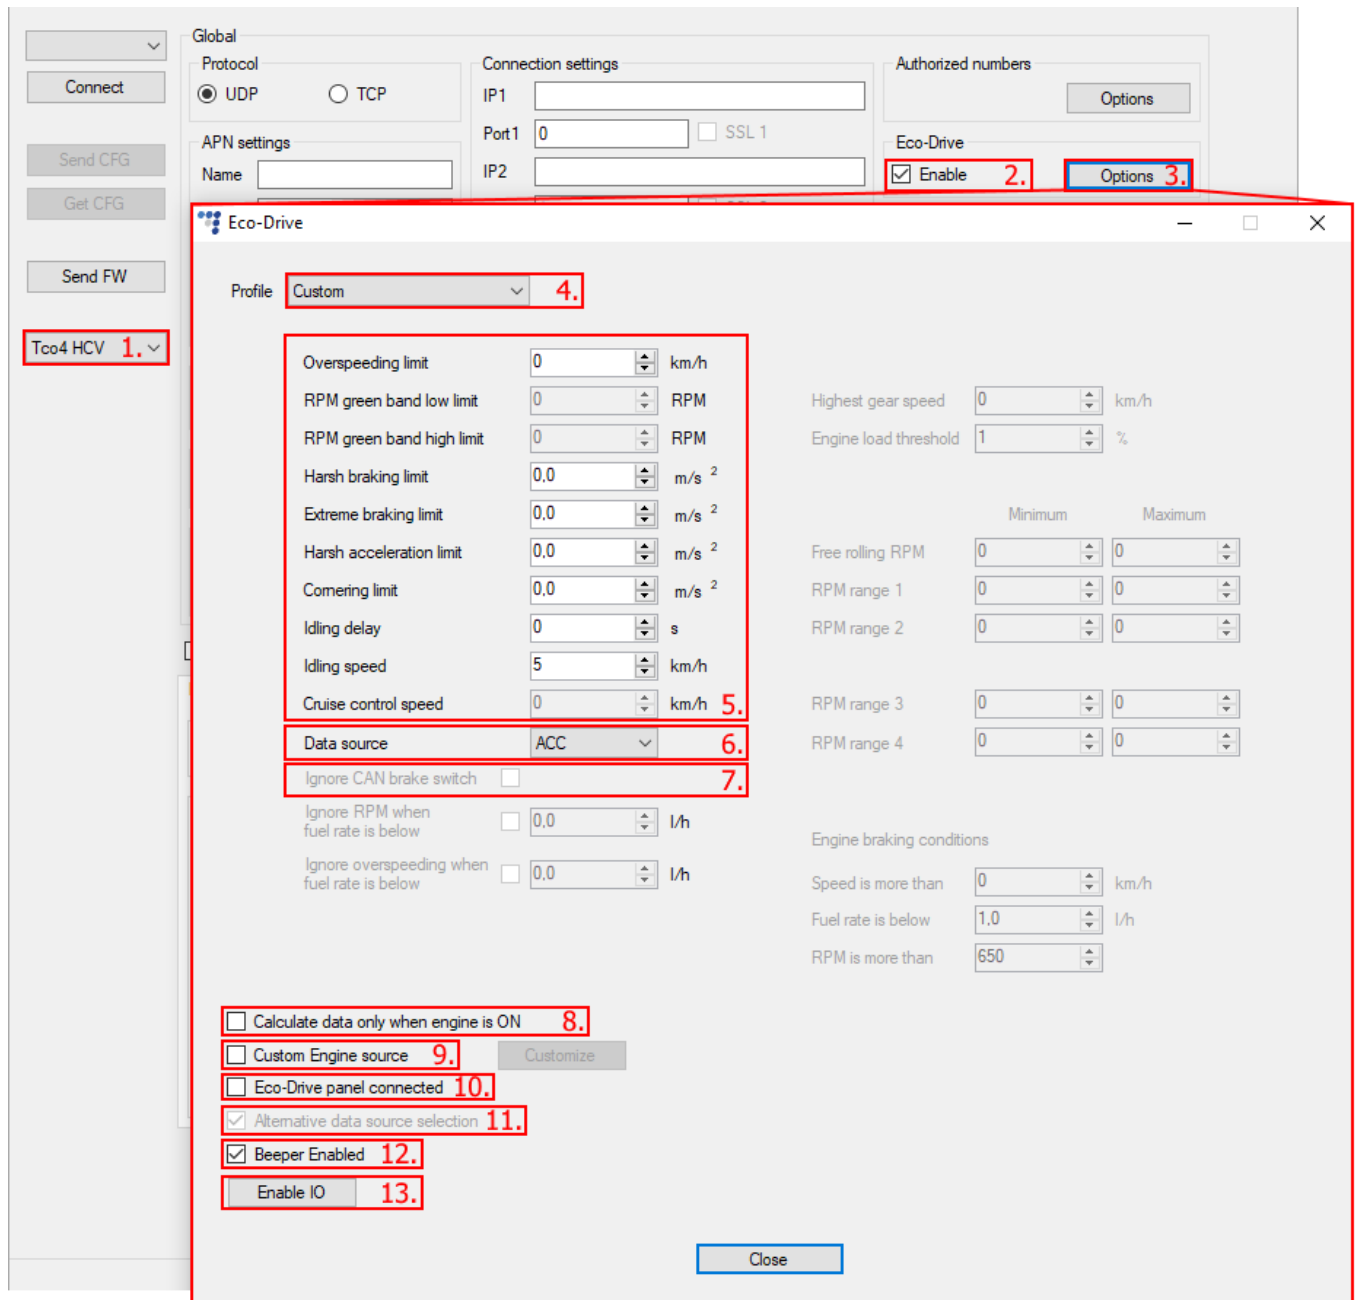 Global
Protocol
Connection settings
Authorized numbers
Connect
UDP
TCP
IP1
Options
Port1
0
SSL 1
APN settings
Eco-Drive
Send CFG
Name
IP2
Enable
2.
Options
3.
Get CFG
Eco-Drive
Send FW
Profile
Custom
4.
Tco4 HCV
1.
Overspeeding limit
0
km/h
RPM green band low limit
0
RPM
Highest gear speed
0
km/h
RPM green band high limit
0
RPM
Engine load threshold
1
%
Harsh braking limit
0,0
m/s 2
Extreme braking limit
0,0
m/s 2
Minimum
Maximum
Harsh acceleration limit
0,0
m/s 2
Free rolling RPM
0
0
Cornering limit
0,0
m/s 2
RPM range 1
0
0
Idling delay
0
s
RPM range 2
0
0
Idling speed
5
km/h
Cruise control speed
0
km/h
5.
RPM range 3
0
0
Data source
ACC
6.
RPM range 4
0
0
Ignore CAN brake switch
7.
Ignore RPM when
fuel rate is below
0,0
l/h
Engine braking conditions
Ignore overspeeding when
fuel rate is below
0,0
l/h
Speed is more than
0
km/h
Fuel rate is below
1,0
l/h
RPM is more than
650
Calculate data only when engine is ON
8.
Custom Engine source
9.
Customize
Eco-Drive panel connected
10.
Alternative data source selection
11.
Beeper Enabled
12.
Enable IO
13.
Close